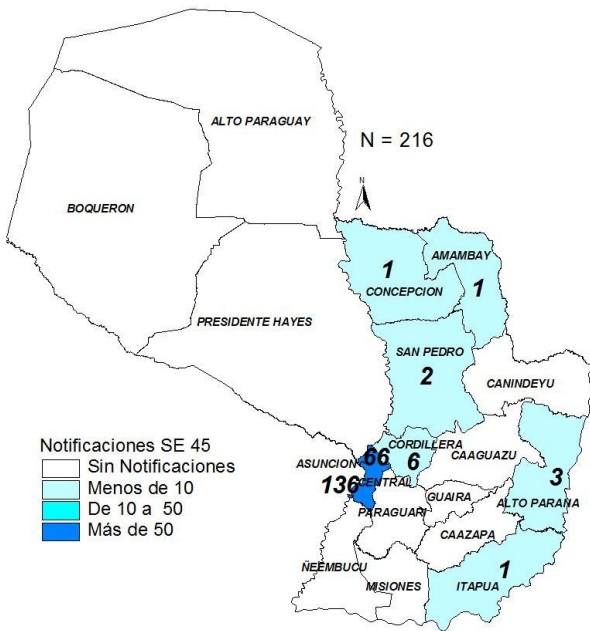 ALTO PARAGUAY
N = 216
N
BOQUERON
AMAMBAY
1
CONCEPCION
1
PRESIDENTE HAYES
SAN PEDRO
2
CANINDEYU
CORDILLERA
6
66
ASUNCION
CENTRAL
136
CAAGUAZU
3
ALTO PARANA
GUAIRA
PARAGUARI
CAAZAPA
ÑEEMBUCU
MISIONES
1
ITAPUA
Notificaciones SE 45
Sin Notificaciones
Menos de 10
De 10 a 50
Más de 50